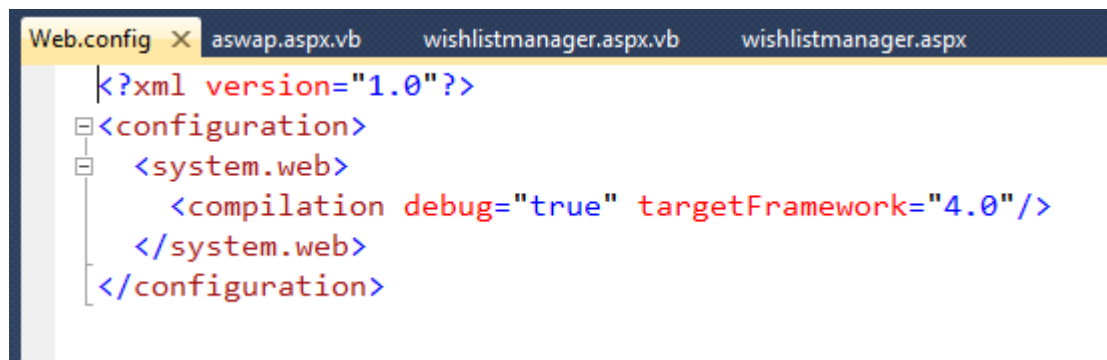 Web.config aswap.aspx.vb wishlistmanager.aspx.vb wishlistmanager.aspx
<?xml version="1.0"?>
<configuration>
<system.web>
<compilation debug="true" targetFramework="4.0"/>
</system.web>
</configuration>